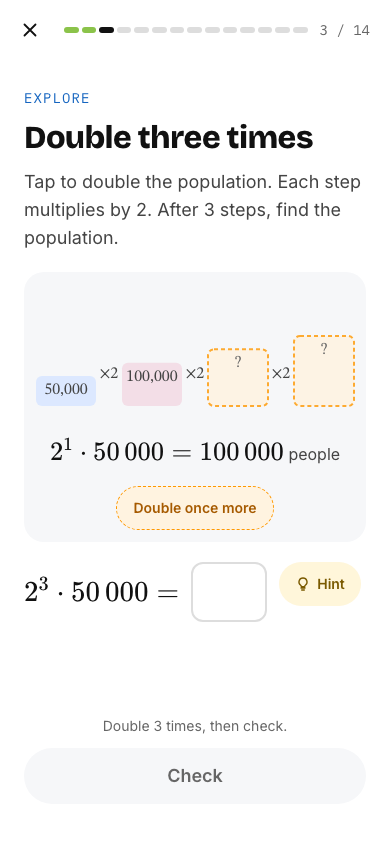 3 / 14
EXPLORE
Double three times
Tap to double the population. Each step
multiplies by 2. After 3 steps, find the
population.
50,000 ×2 100,000 ×2 ? ×2 ?
2¹ · 50 000 = 100 000 people
Double once more
2³ · 50 000 =
Hint
Double 3 times, then check.
Check